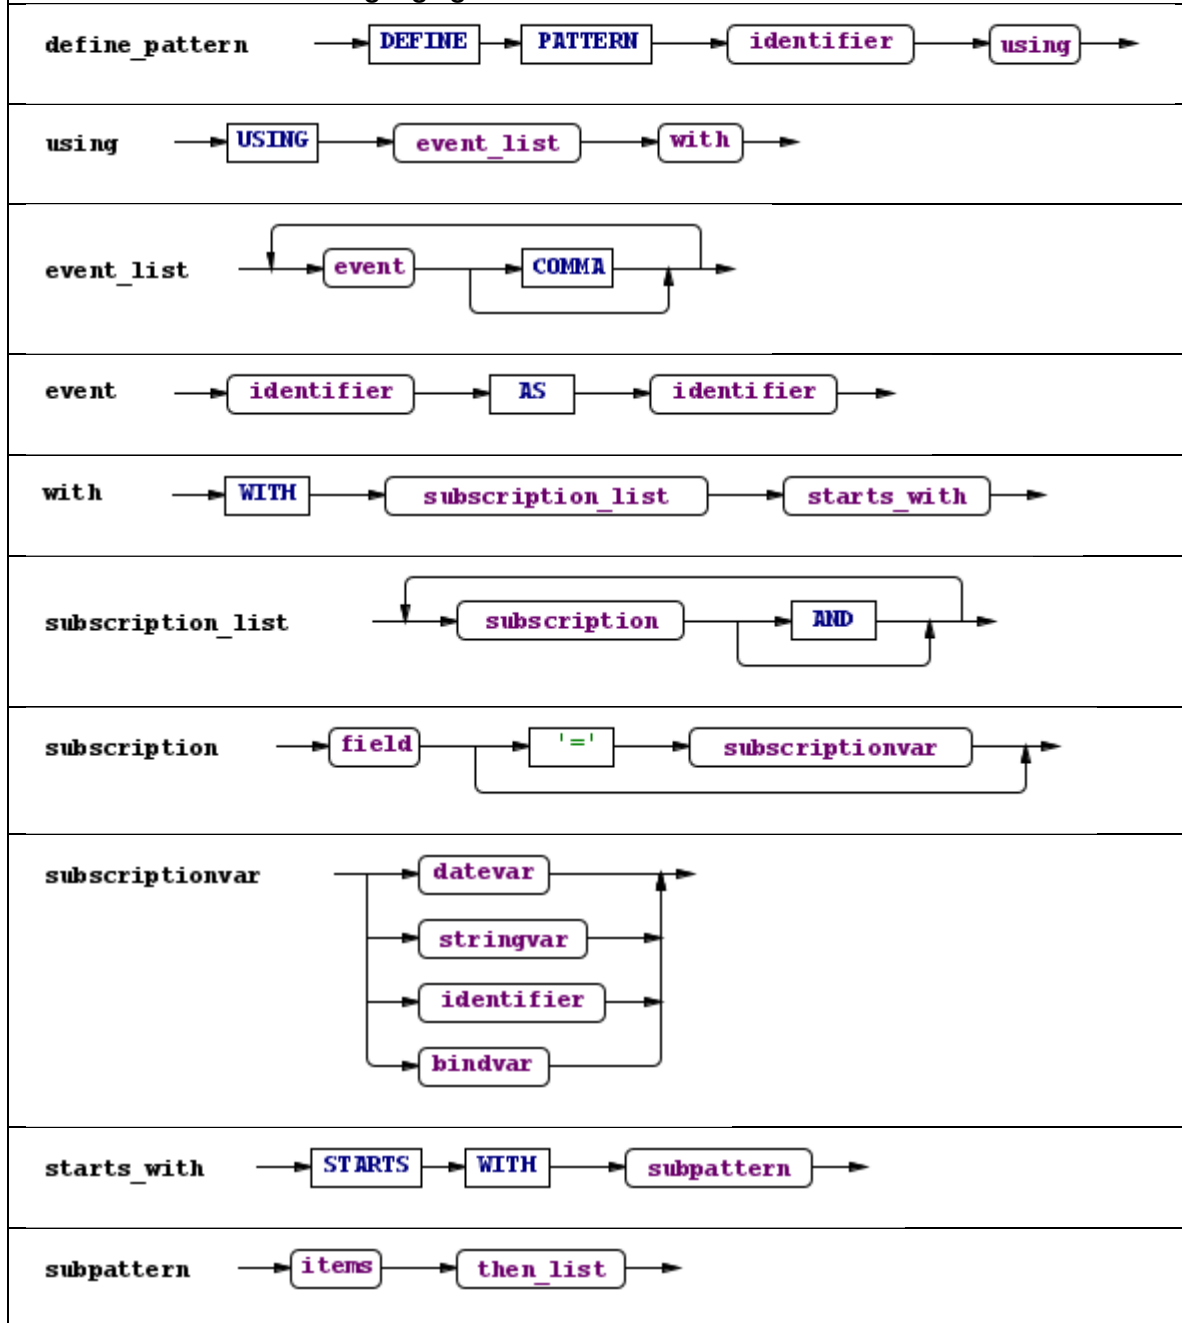 define_pattern DEFINE PATTERN identifier using
using USING event_list with
event_list event COMMA
event identifier AS identifier
with WITH subscription_list starts_with
subscription_list subscription AND
subscription field '=' subscriptionvar
subscriptionvar datevar
stringvar
identifier
bindvar
starts_with STARTS WITH subpattern
subpattern items then_list